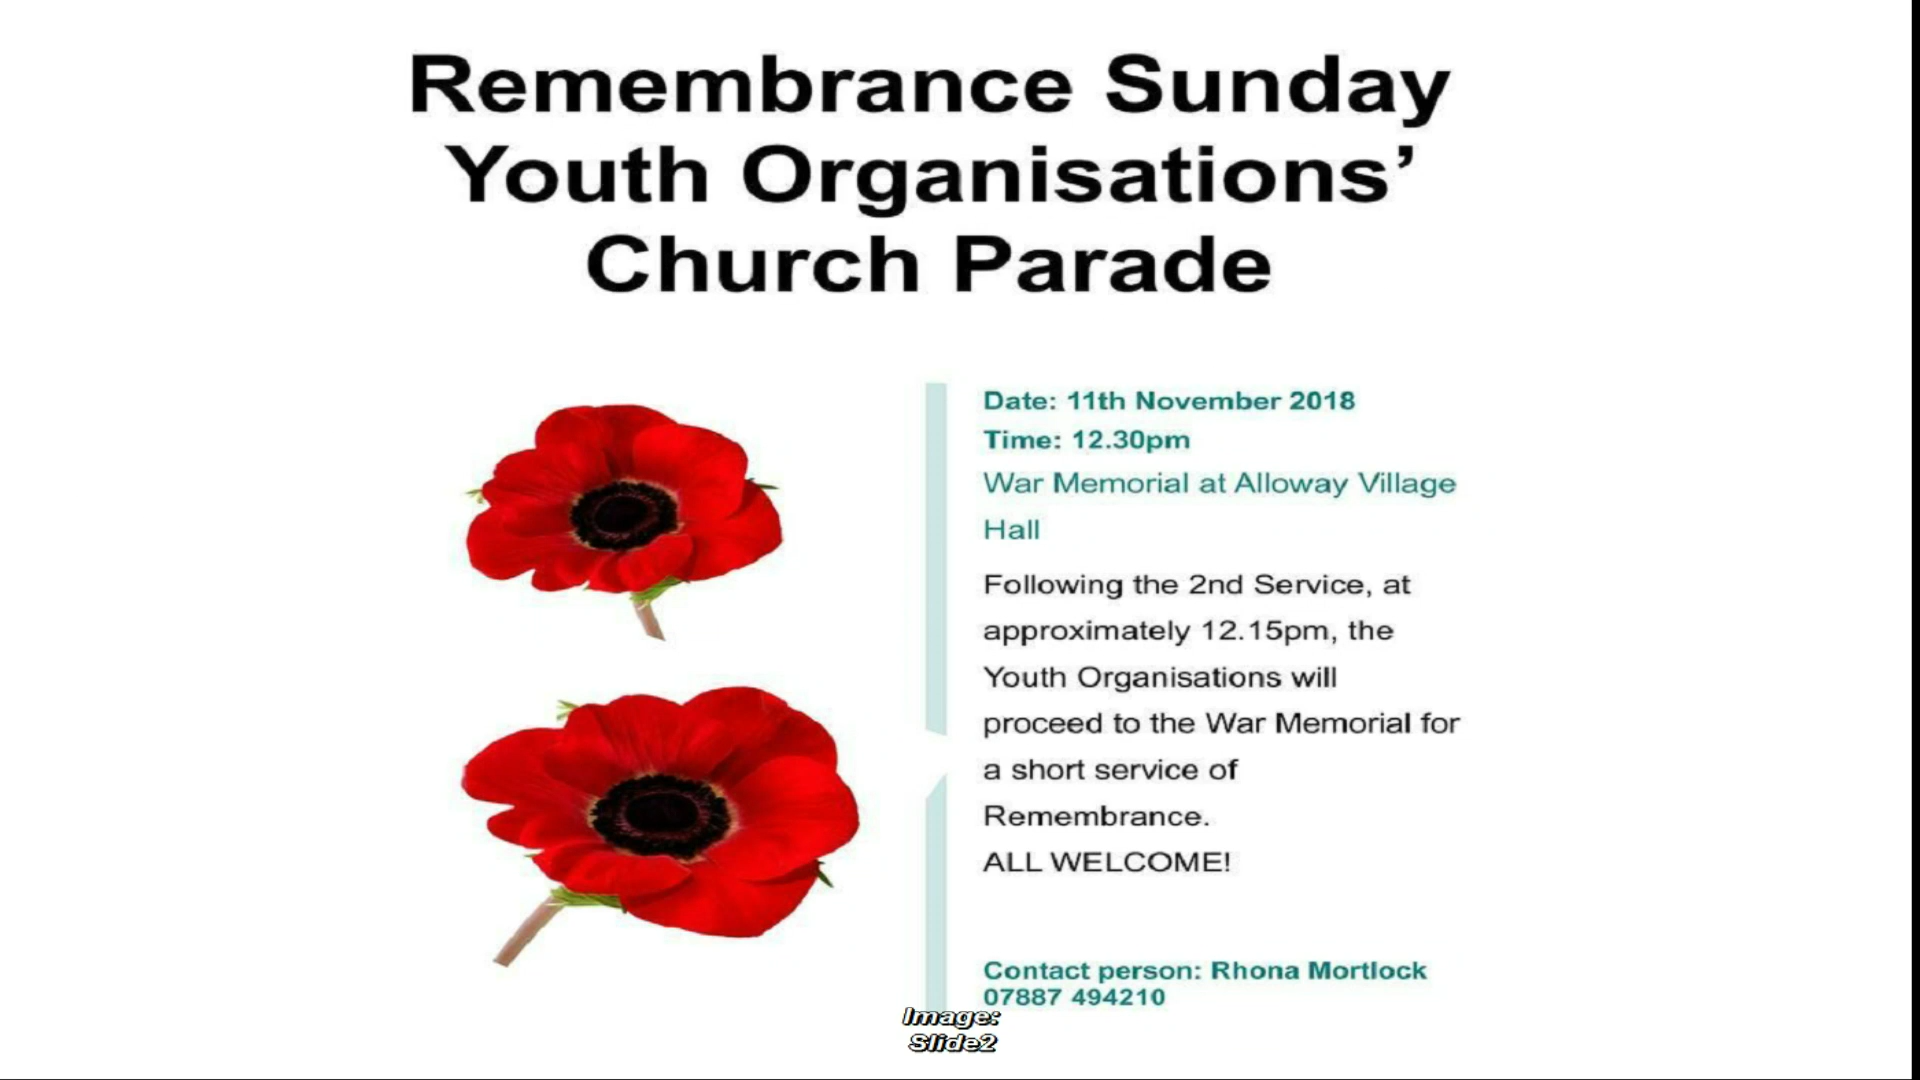 Remembrance Sunday
Youth Organisations’
Church Parade
Date: 11th November 2018
Time: 12.30pm
War Memorial at Alloway Village
Hall
Following the 2nd Service, at
approximately 12.15pm, the
Youth Organisations will
proceed to the War Memorial for
a short service of
Remembrance.
ALL WELCOME!
Contact person: Rhona Mortlock
07887 494210
Image:
Slide2